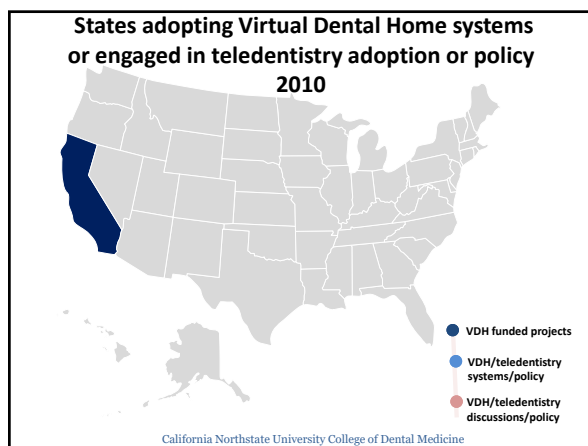 States adopting Virtual Dental Home systems
or engaged in teledentistry adoption or policy
2010
VDH funded projects
VDH/teledentistry
systems/policy
VDH/teledentistry
discussions/policy
California Northstate University College of Dental Medicine